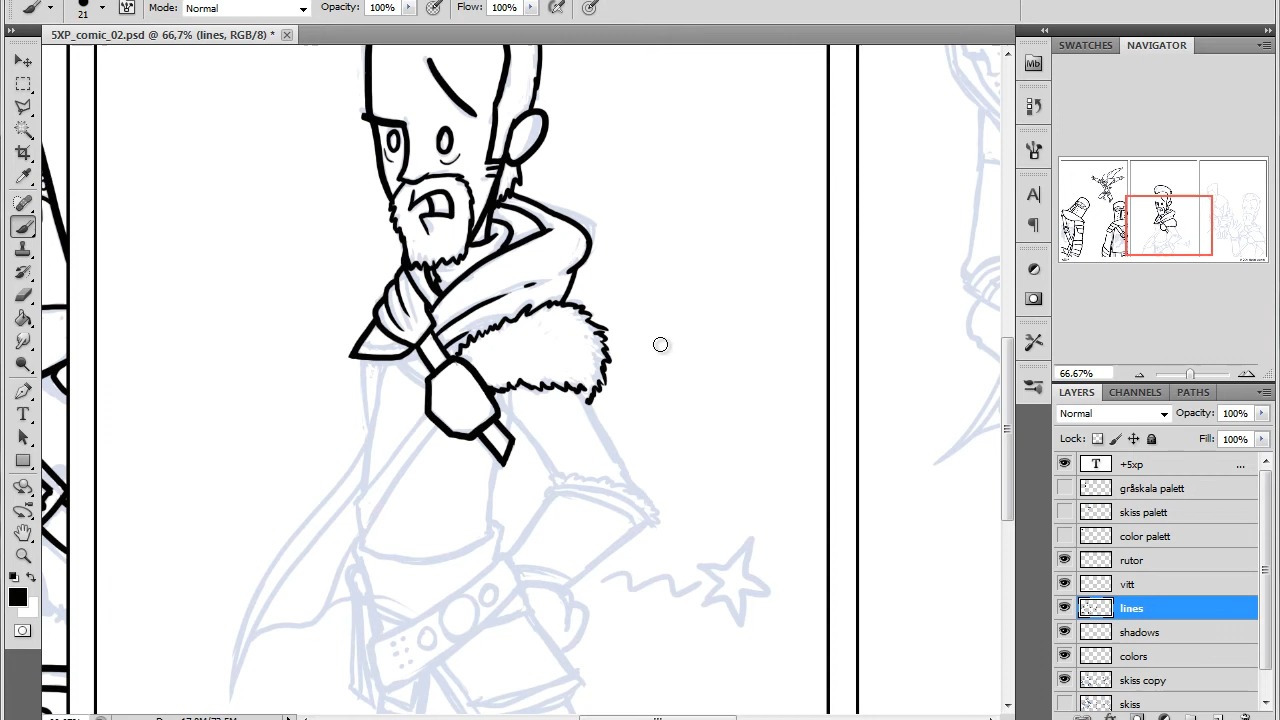 21 Mode: Normal Opacity: 100% Flow: 100%
5XP_comic_02.psd @ 66,7% (lines, RGB/8) *
SWATCHES NAVIGATOR
Mb
A
66.67%
LAYERS CHANNELS PATHS
Normal Opacity: 100%
Lock: Fill: 100%
T +5xp ...
gråskala palett
skiss palett
color palett
rutor
vitt
lines
shadows
colors
skiss copy
skiss
T